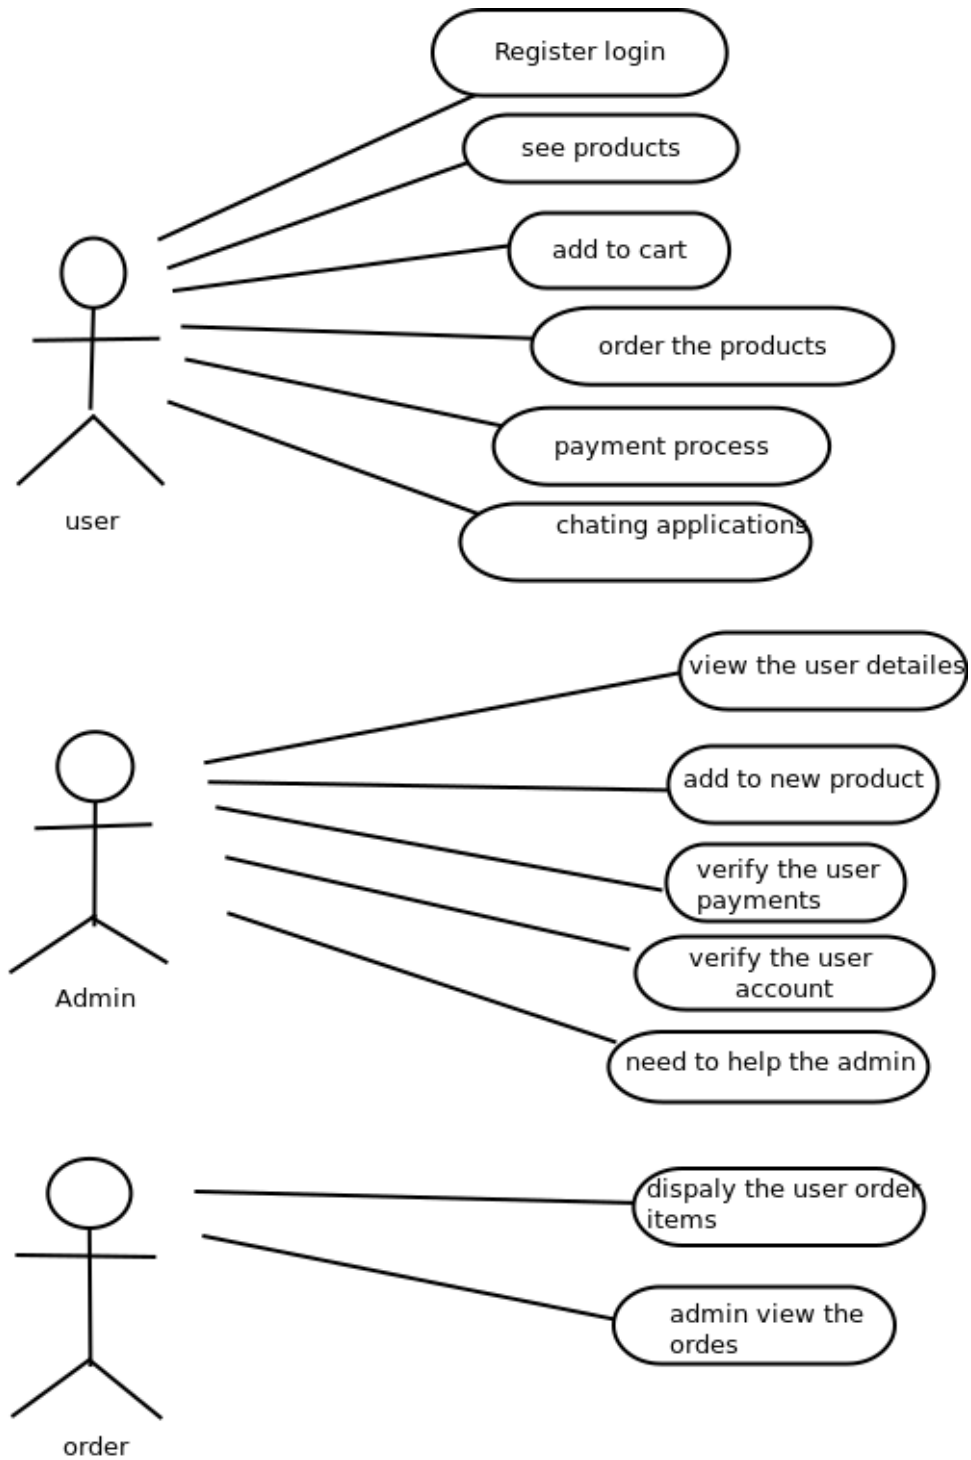 Register login
see products
add to cart
order the products
payment process
chating applications
user
view the user detailes
add to new product
verify the user
payments
verify the user
account
need to help the admin
Admin
dispaly the user order
items
admin view the
ordes
order